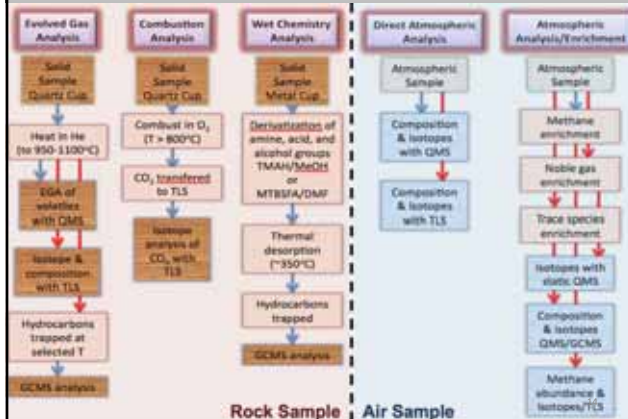 Evolved Gas
Analysis
Solid
Sample
Quartz Cup
Heat in He
(to 950-1100°C)
EGA of
volatiles
with QMS
Isotope &
composition
with TLS
Hydrocarbons
trapped at
selected T
GCMS analysis
Combustion
Analysis
Solid
Sample
Quartz Cup
Combust in O₂
(T > 800°C)
CO₂ transfered
to TLS
Isotope
analysis of
CO₂ with
TLS
Wet Chemistry
Analysis
Solid
Sample
Metal Cup
Derivatization of
amine, acid, and
alcohol groups
TMAH/MeOH
or
MTBSFA/DMF
Thermal
desorption
(~350°C)
Hydrocarbons
trapped
GCMS analysis
Rock Sample
Direct Atmospheric
Analysis
Atmospheric
Sample
Composition
& Isotopes
with QMS
Composition
& Isotopes
with TLS
Atmospheric
Analysis/Enrichment
Atmospheric
Sample
Methane
enrichment
Noble gas
enrichment
Trace species
enrichment
Isotopes with
static QMS
Composition
& Isotopes
QMS/GCMS
Methane
abundance &
Isotopes/TLS
Air Sample